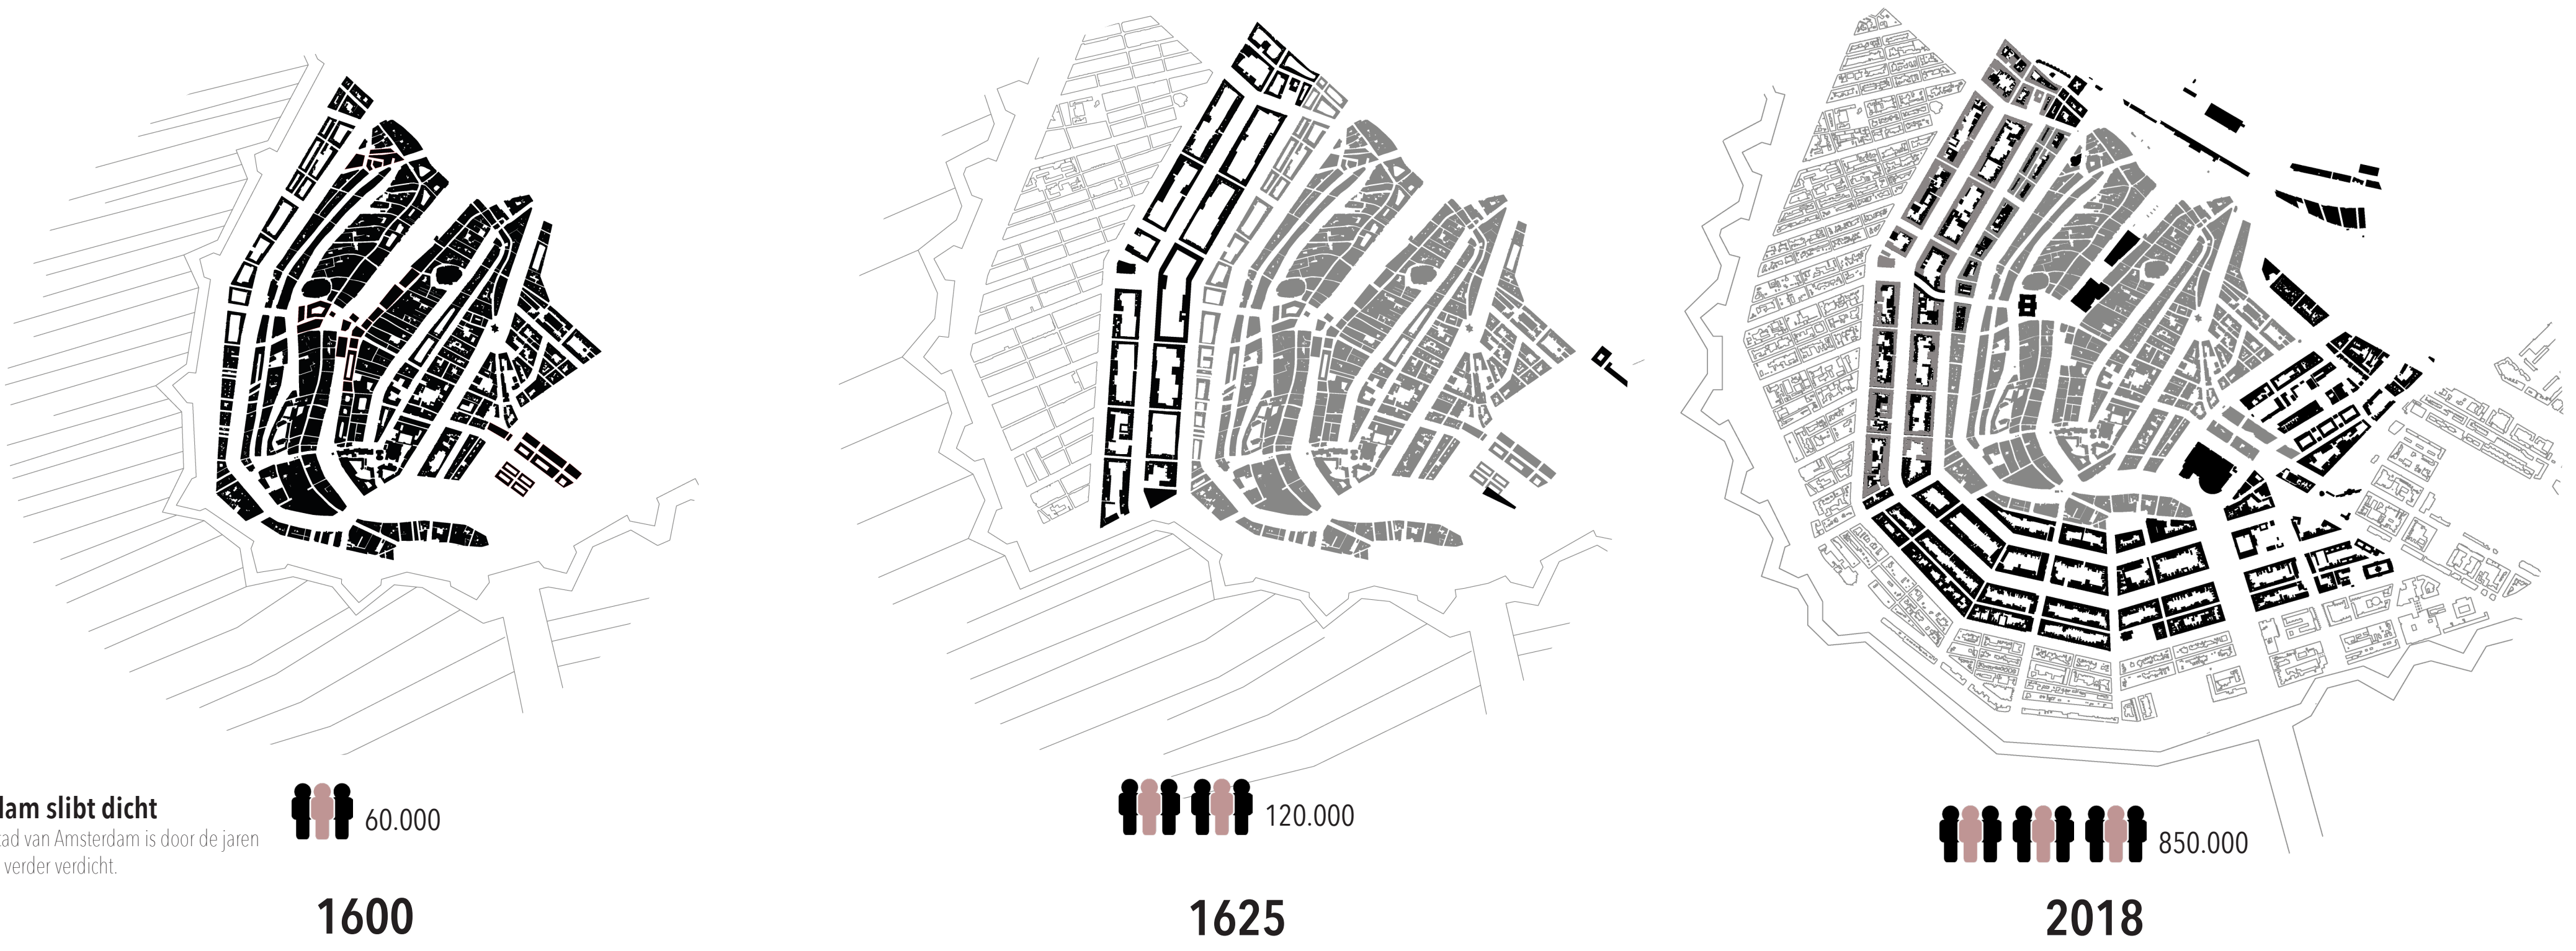 dam slibt dicht
tad van Amsterdam is door de jaren
verder verdicht.
60.000
1600
120.000
1625
850.000
2018